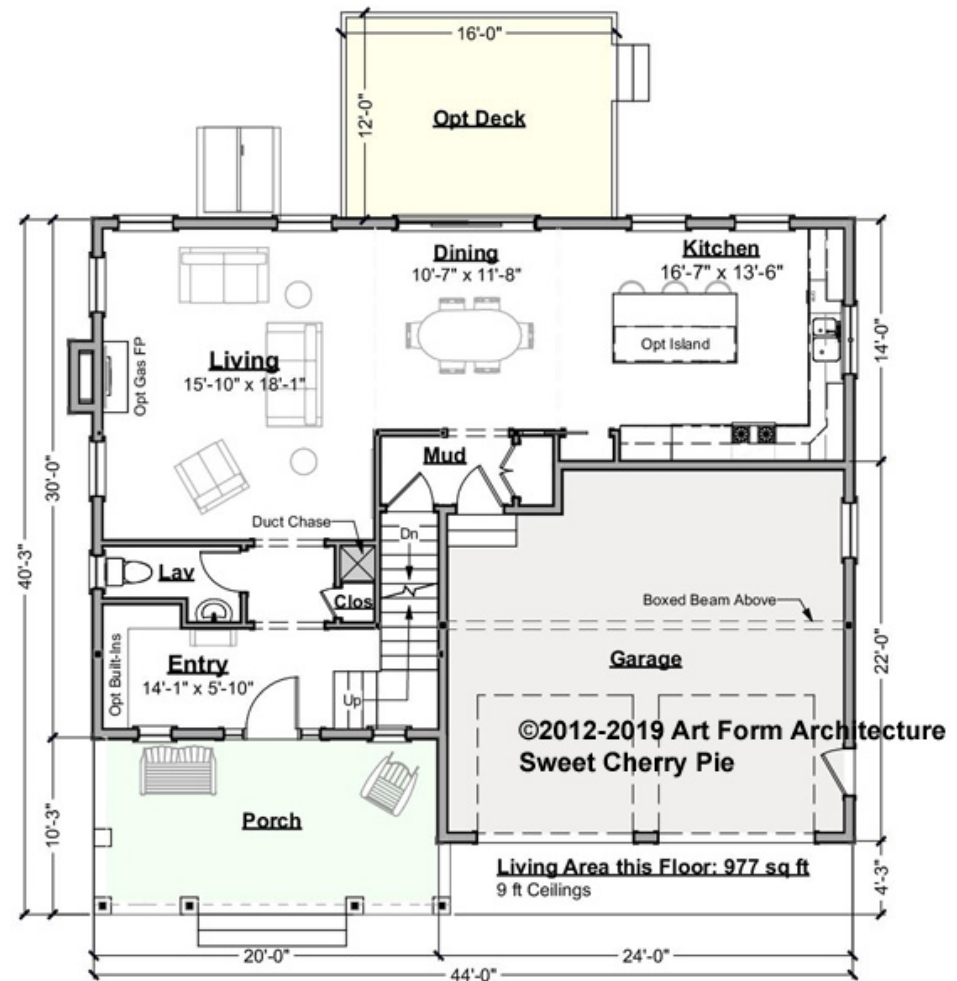 16'-0"
12'-0"
Opt Deck
Dining
10'-7" x 11'-8"
Kitchen
16'-7" x 13'-6"
Opt Island
Living
15'-10" x 18'-1"
Opt Gas FP
14'-0"
30'-0"
40'-3"
Mud
Duct Chase
Dn
Lav
Clos
Boxed Beam Above
Garage
22'-0"
Entry
14'-1" x 5'-10"
Opt Built-Ins
Up
©2012-2019 Art Form Architecture
Sweet Cherry Pie
Porch
10'-3"
Living Area this Floor: 977 sq ft
9 ft Ceilings
4'-3"
20'-0"
24'-0"
44'-0"